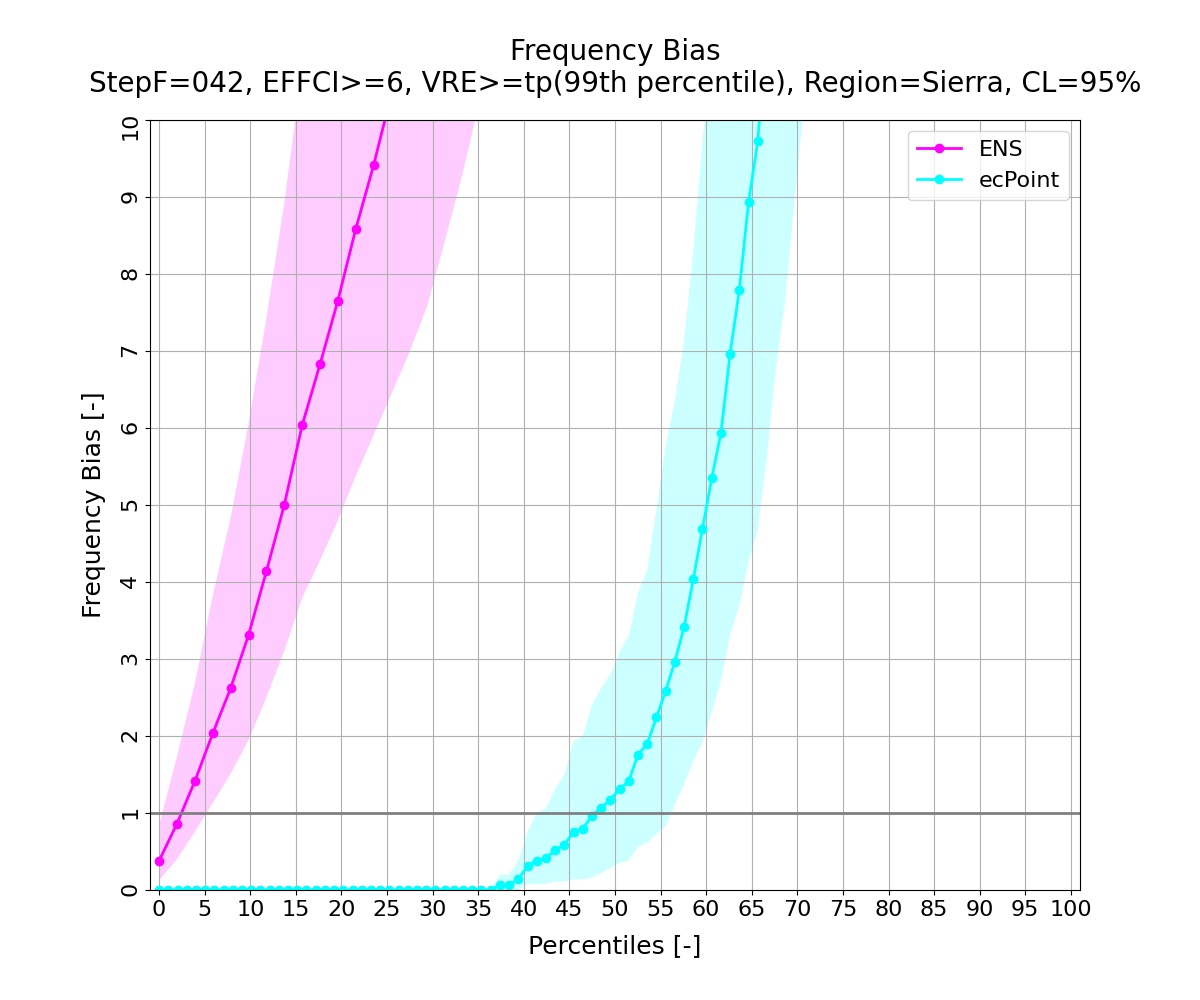 Frequency Bias
StepF=042, EFFCI>=6, VRE>=tp(99th percentile), Region=Sierra, CL=95%
ENS
ecPoint
Frequency Bias [-]
10
9
8
7
6
5
4
3
2
1
0
0 5 10 15 20 25 30 35 40 45 50 55 60 65 70 75 80 85 90 95 100
Percentiles [-]